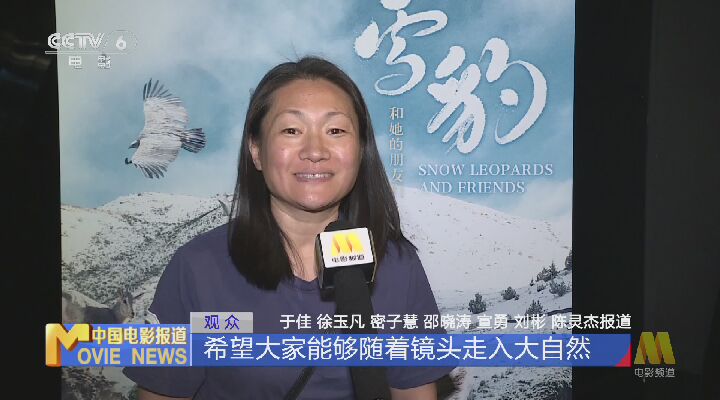 CCTV 6
电影
雪豹
和她的朋友
SNOW LEOPARDS
AND FRIENDS
电影频道
观众 于佳 徐玉凡 密子慧 邵晓涛 宣勇 刘彬 陈灵杰报道
中国电影报道
MOVIE NEWS
希望大家能够随着镜头走入大自然
电影频道